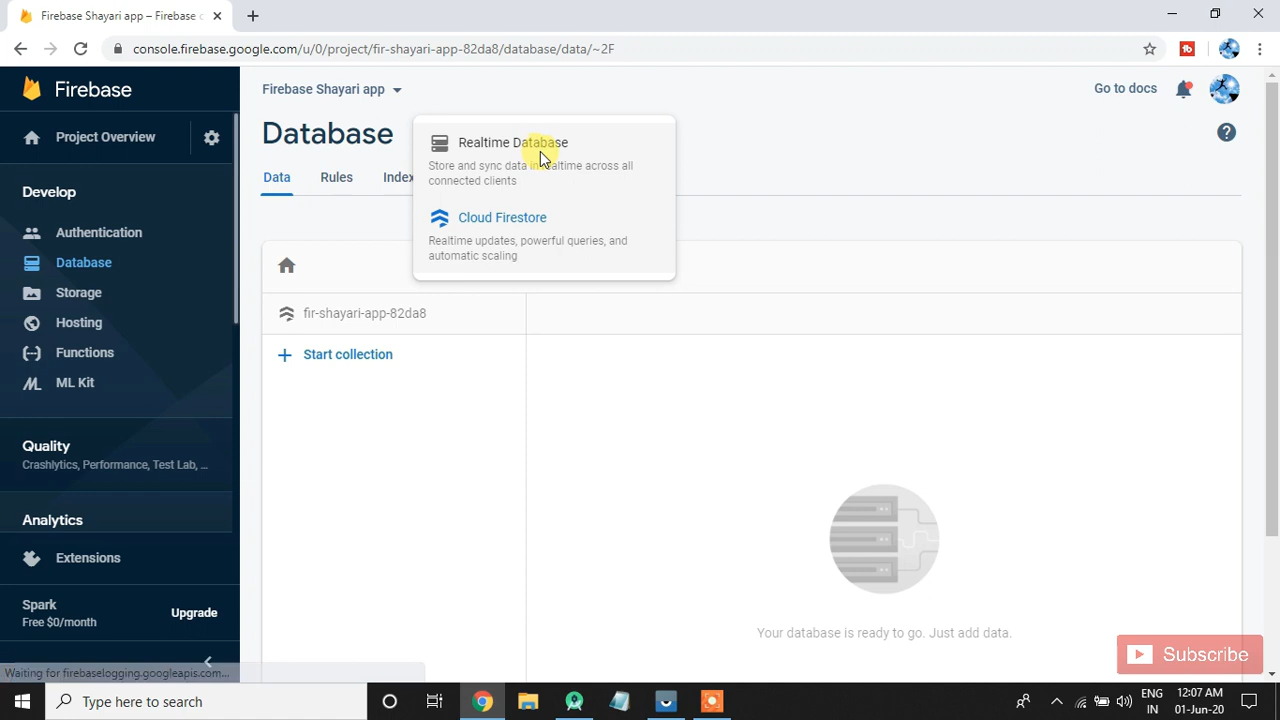 Firebase Shayari app – Firebase c
console.firebase.google.com/u/0/project/fir-shayari-app-82da8/database/data/~2F
Firebase
Firebase Shayari app
Go to docs
Project Overview
Database
Realtime Database
Store and sync data in realtime across all
connected clients
Data
Rules
Index
Develop
Cloud Firestore
Realtime updates, powerful queries, and
automatic scaling
Authentication
Database
Storage
Hosting
Functions
ML Kit
fir-shayari-app-82da8
Start collection
Quality
Crashlytics, Performance, Test Lab, ...
Analytics
Extensions
Spark
Free $0/month
Upgrade
Your database is ready to go. Just add data.
Subscribe
Waiting for firebaselogging.googleapis.com...
Type here to search
ENG
IN
12:07 AM
01-Jun-20